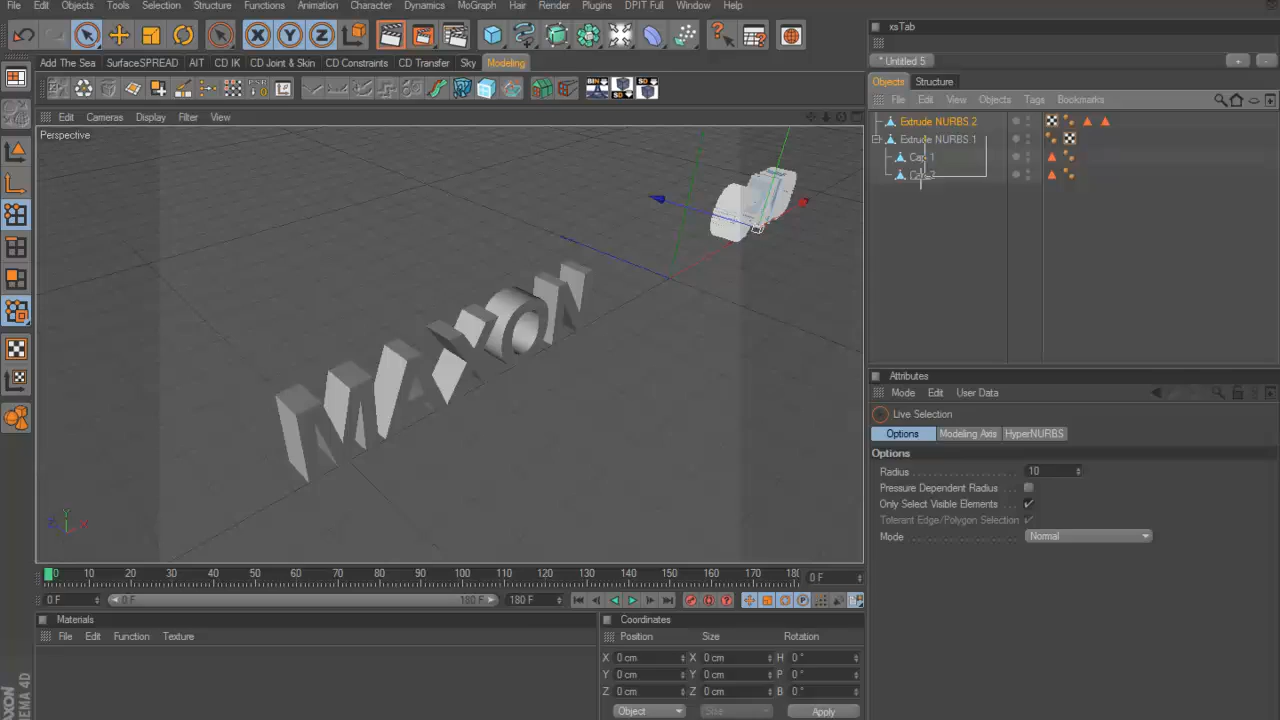 File Edit Objects Tools Selection Structure Functions Animation Character Dynamics MoGraph Hair Render Plugins DPIT Full Window Help
xsTab
* Untitled 5 + -
Add The Sea SurfaceSPREAD AIT CD IK CD Joint & Skin CD Constraints CD Transfer Sky Modeling
Objects Structure
File Edit View Objects Tags Bookmarks
Edit Cameras Display Filter View
Perspective
Extrude NURBS 2
Extrude NURBS 1
Cap 1
Attributes
Mode Edit User Data
Live Selection
Options Modeling Axis HyperNURBS
Options
Radius 10
Pressure Dependent Radius
Only Select Visible Elements
Tolerant Edge/Polygon Selection
Mode Normal
MAXON
Y
Z X
0 10 20 30 40 50 60 70 80 90 100 110 120 130 140 150 160 170 180 0 F
0 F 0 F 180 F 180 F
Materials
File Edit Function Texture
Coordinates
Position Size Rotation
X 0 cm X 0 cm H 0 °
Y 0 cm Y 0 cm P 0 °
Z 0 cm Z 0 cm B 0 °
Object Size Apply